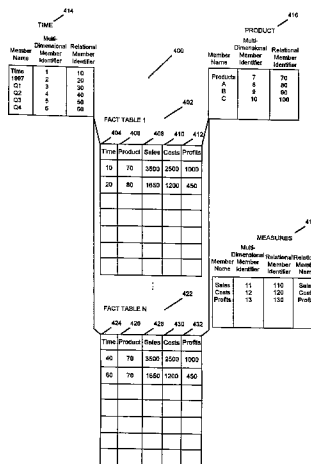 414
TIME
Member Name
Multi-Dimensional Member Identifier
Relational Member Identifier
Time 1 10
1997 2 20
Q1 3 30
Q2 4 40
Q3 5 50
Q4 6 60
400
416
PRODUCT
Member Name
Multi-Dimensional Member Identifier
Relational Member Identifier
Products 7 70
A 8 80
B 9 90
C 10 100
402
FACT TABLE 1
404 408 410 412
Time Product Sales Costs Profits
10 70 3500 2500 1000
20 80 1650 1200 450
MEASURES
Member Name
Multi-Dimensional Member Identifier
Relational Member Identifier
Sales 11 110
Costs 12 120
Profits 13 130
422
FACT TABLE N
424 426 428 430 432
Time Product Sales Costs Profits
40 70 3500 2500 1000
60 70 1650 1200 450